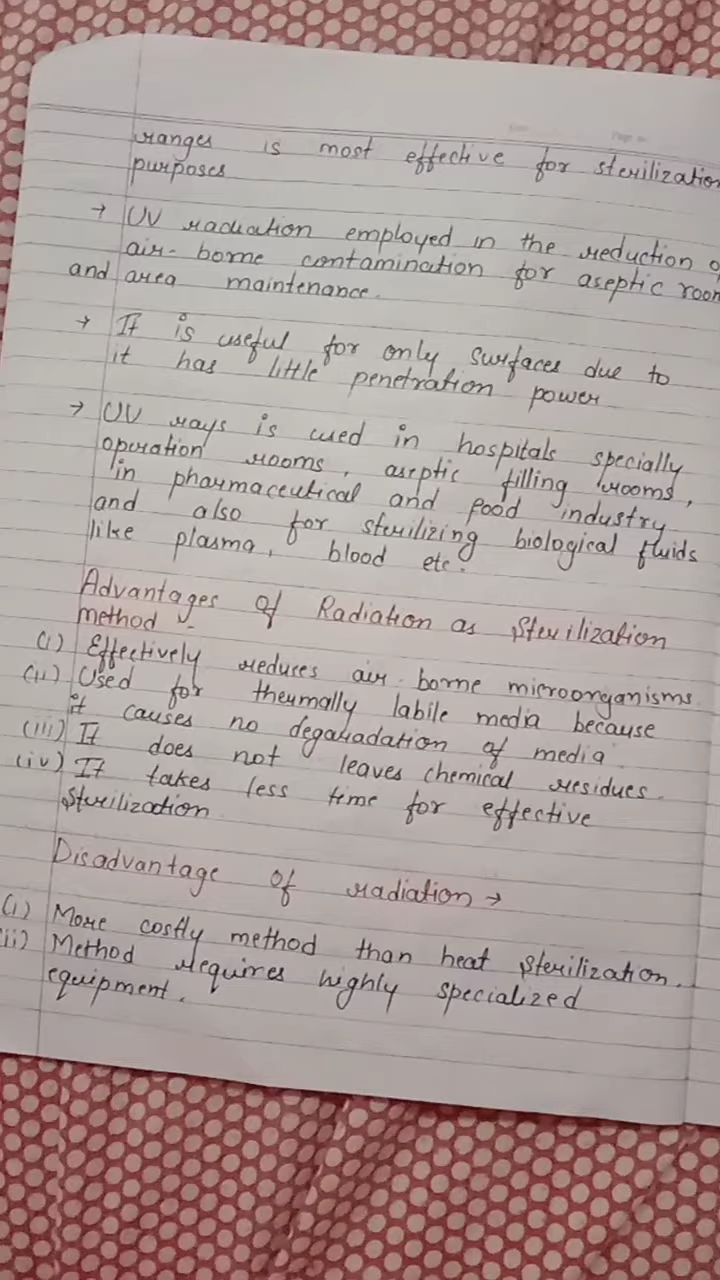 ranges is most effective for sterilization
purposes
→ UV radiation employed in the reduction o
air-borne contamination for aseptic room
and area maintenance.
→ It is useful for only surfaces due to
it has little penetration power
→ UV rays is used in hospitals specially
operation rooms, aseptic filling rooms,
in pharmaceutical and food industry
and also for sterilizing biological fluids
like plasma, blood etc.
Advantages of Radiation as Sterilization
method -
(i) Effectively reduces air borne microorganisms.
(ii) Used for thermally labile media because
it causes no degaradation of media
(iii) It does not leaves chemical residues.
(iv) It takes less time for effective
Sterilization
Disadvantage of radiation →
(i) More costly method than heat sterilization.
ii) Method requires highly specialized
equipment.